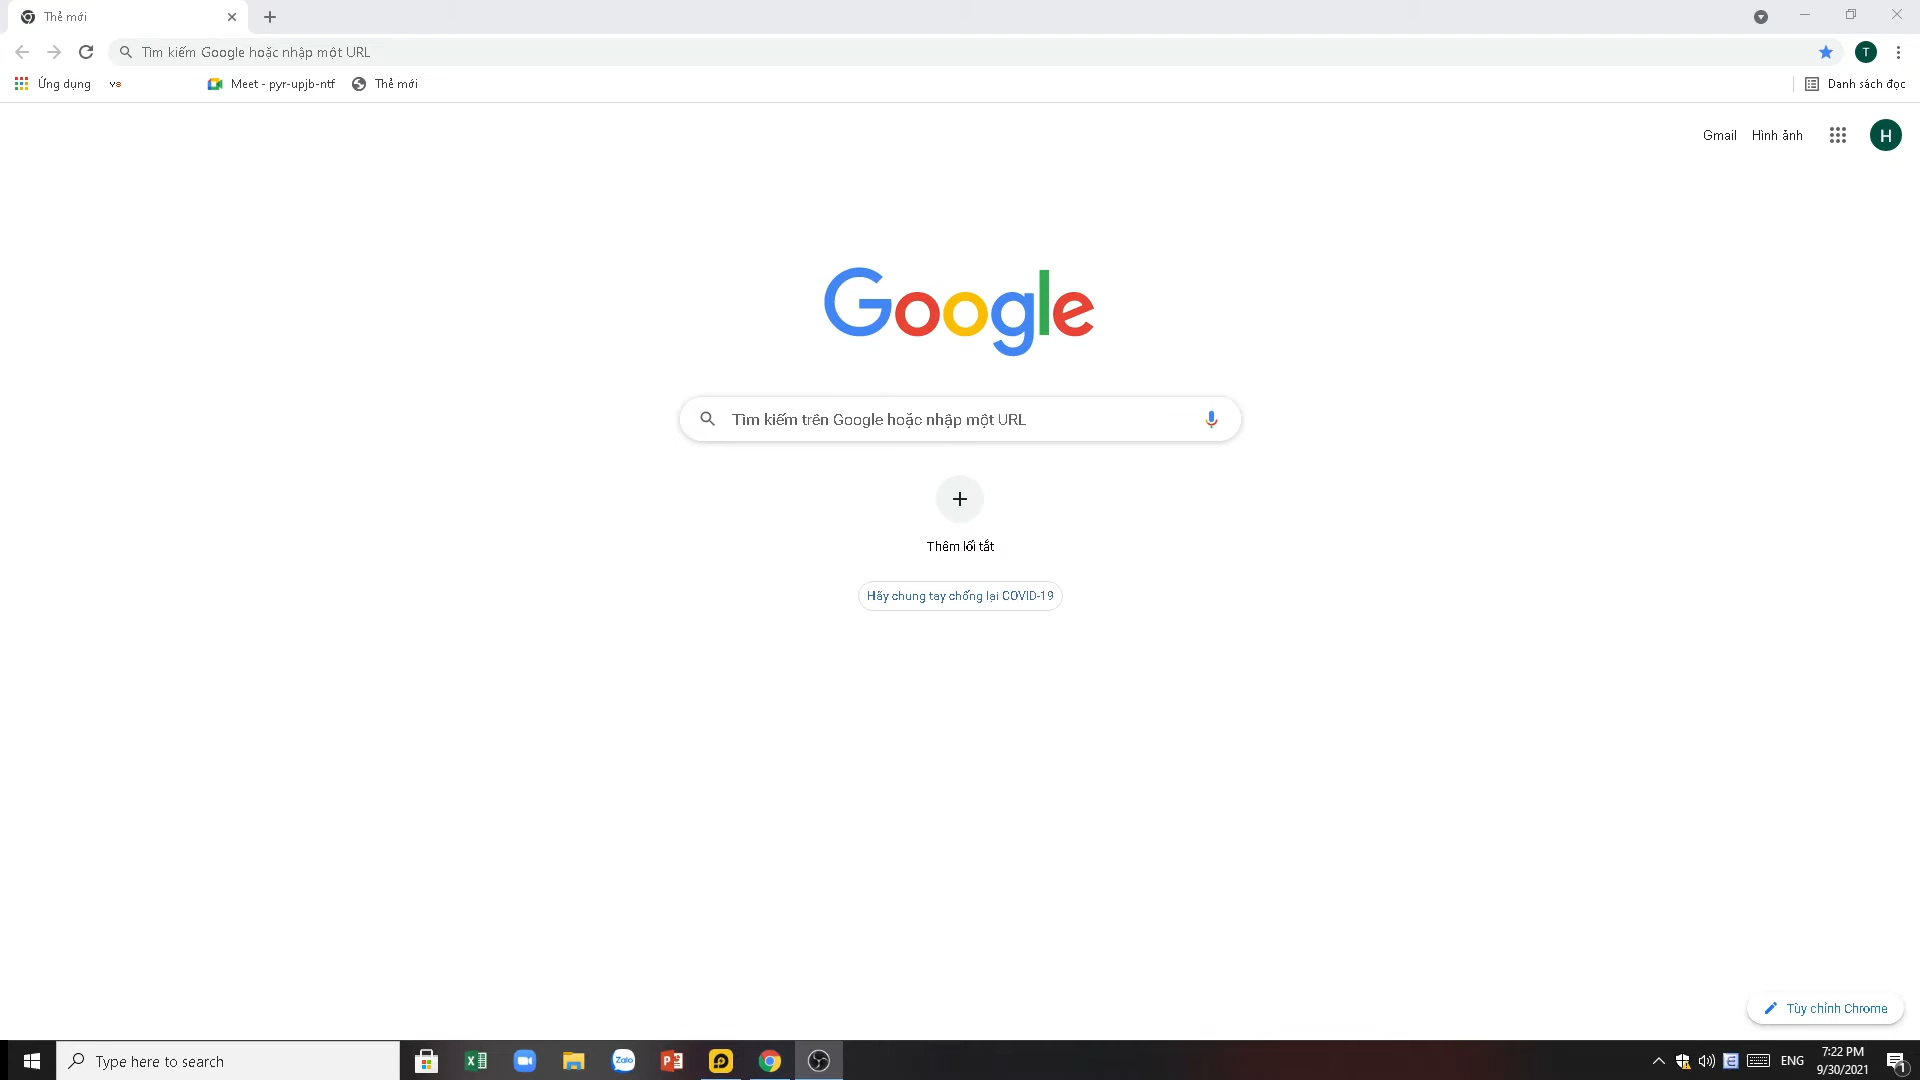 Thẻ mới
Tìm kiếm Google hoặc nhập một URL
T
Ứng dụng
Meet - pyr-upjb-ntf
Thẻ mới
Danh sách đọc
Gmail
Hình ảnh
H
Google
Tìm kiếm trên Google hoặc nhập một URL
Thêm lối tắt
Hãy chung tay chống lại COVID-19
Tùy chỉnh Chrome
Type here to search
Zalo
ENG
7:22 PM
9/30/2021
1